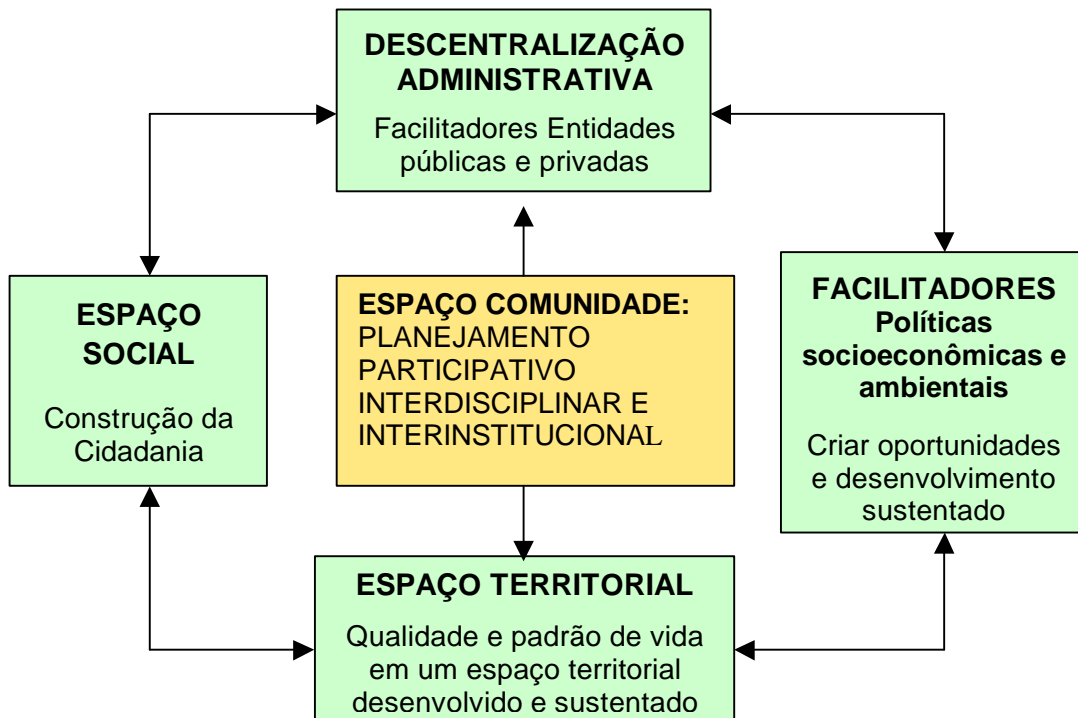 DESCENTRALIZAÇÃO
ADMINISTRATIVA
Facilitadores Entidades
públicas e privadas
ESPAÇO
SOCIAL
Construção da
Cidadania
ESPAÇO COMUNIDADE:
PLANEJAMENTO
PARTICIPATIVO
INTERDISCIPLINAR E
INTERINSTITUCIONAL
FACILITADORES
Políticas
socioeconômicas e
ambientais
Criar oportunidades
e desenvolvimento
sustentado
ESPAÇO TERRITORIAL
Qualidade e padrão de vida
em um espaço territorial
desenvolvido e sustentado